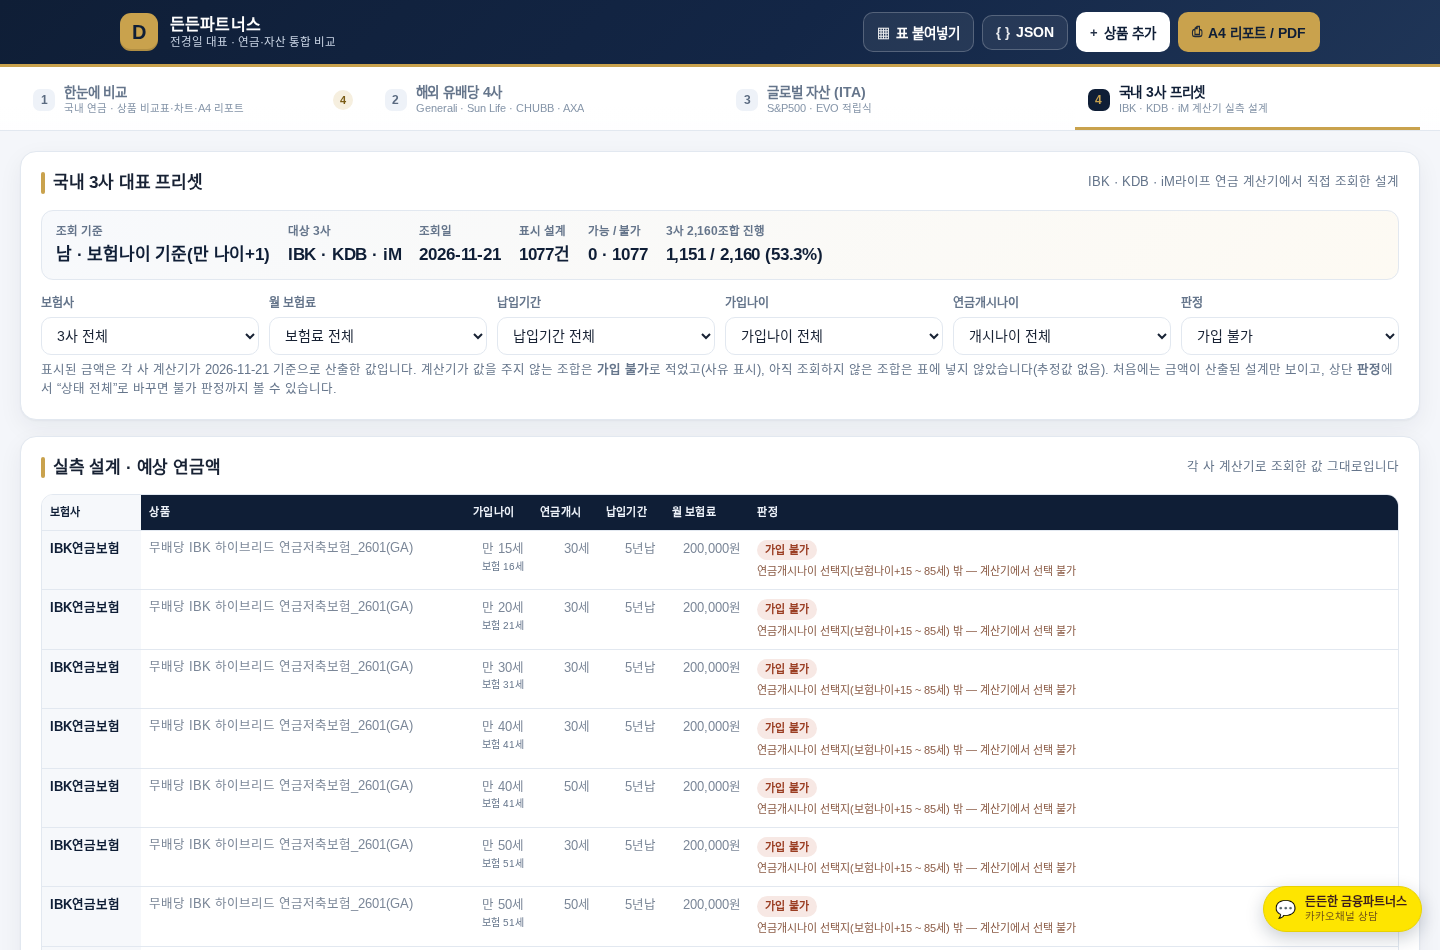 D
든든파트너스
전경일 대표 · 연금·자산 통합 비교
▦ 표 붙여넣기
{ } JSON
+ 상품 추가
⎙ A4 리포트 / PDF
1 한눈에 비교 4
국내 연금 · 상품 비교표·차트·A4 리포트
2 해외 유배당 4사
Generali · Sun Life · CHUBB · AXA
3 글로벌 자산 (ITA)
S&P500 · EVO 적립식
4 국내 3사 프리셋
IBK · KDB · iM 계산기 실측 설계
국내 3사 대표 프리셋
IBK · KDB · iM라이프 연금 계산기에서 직접 조회한 설계
조회 기준 대상 3사 조회일 표시 설계 가능 / 불가 3사 2,160조합 진행
남 · 보험나이 기준(만 나이+1) IBK · KDB · iM 2026-11-21 1077건 0 · 1077 1,151 / 2,160 (53.3%)
보험사 월 보험료 납입기간 가입나이 연금개시나이 판정
3사 전체 보험료 전체 납입기간 전체 가입나이 전체 개시나이 전체 가입 불가
표시된 금액은 각 사 계산기가 2026-11-21 기준으로 산출한 값입니다. 계산기가 값을 주지 않는 조합은 가입 불가로 적었고(사유 표시), 아직 조회하지 않은 조합은 표에 넣지 않았습니다(추정값 없음). 처음에는 금액이 산출된 설계만 보이고, 상단 판정에
서 “상태 전체”로 바꾸면 불가 판정까지 볼 수 있습니다.
실측 설계 · 예상 연금액
각 사 계산기로 조회한 값 그대로입니다
보험사 상품 가입나이 연금개시 납입기간 월 보험료 판정
IBK연금보험 무배당 IBK 하이브리드 연금저축보험_2601(GA) 만 15세 30세 5년납 200,000원 가입 불가
보험 16세 연금개시나이 선택지(보험나이+15 ~ 85세) 밖 — 계산기에서 선택 불가
IBK연금보험 무배당 IBK 하이브리드 연금저축보험_2601(GA) 만 20세 30세 5년납 200,000원 가입 불가
보험 21세 연금개시나이 선택지(보험나이+15 ~ 85세) 밖 — 계산기에서 선택 불가
IBK연금보험 무배당 IBK 하이브리드 연금저축보험_2601(GA) 만 30세 30세 5년납 200,000원 가입 불가
보험 31세 연금개시나이 선택지(보험나이+15 ~ 85세) 밖 — 계산기에서 선택 불가
IBK연금보험 무배당 IBK 하이브리드 연금저축보험_2601(GA) 만 40세 30세 5년납 200,000원 가입 불가
보험 41세 연금개시나이 선택지(보험나이+15 ~ 85세) 밖 — 계산기에서 선택 불가
IBK연금보험 무배당 IBK 하이브리드 연금저축보험_2601(GA) 만 40세 50세 5년납 200,000원 가입 불가
보험 41세 연금개시나이 선택지(보험나이+15 ~ 85세) 밖 — 계산기에서 선택 불가
IBK연금보험 무배당 IBK 하이브리드 연금저축보험_2601(GA) 만 50세 30세 5년납 200,000원 가입 불가
보험 51세 연금개시나이 선택지(보험나이+15 ~ 85세) 밖 — 계산기에서 선택 불가
IBK연금보험 무배당 IBK 하이브리드 연금저축보험_2601(GA) 만 50세 50세 5년납 200,000원 가입 불가
보험 51세 연금개시나이 선택지(보험나이+15 ~ 85세) 밖 — 계산기에서 선택 불가
든든한 금융파트너스
카카오채널 상담